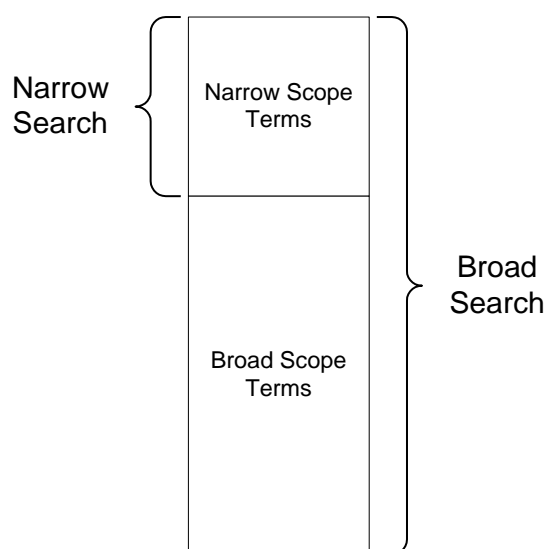 Narrow
Search
Narrow Scope
Terms
Broad
Search
Broad Scope
Terms